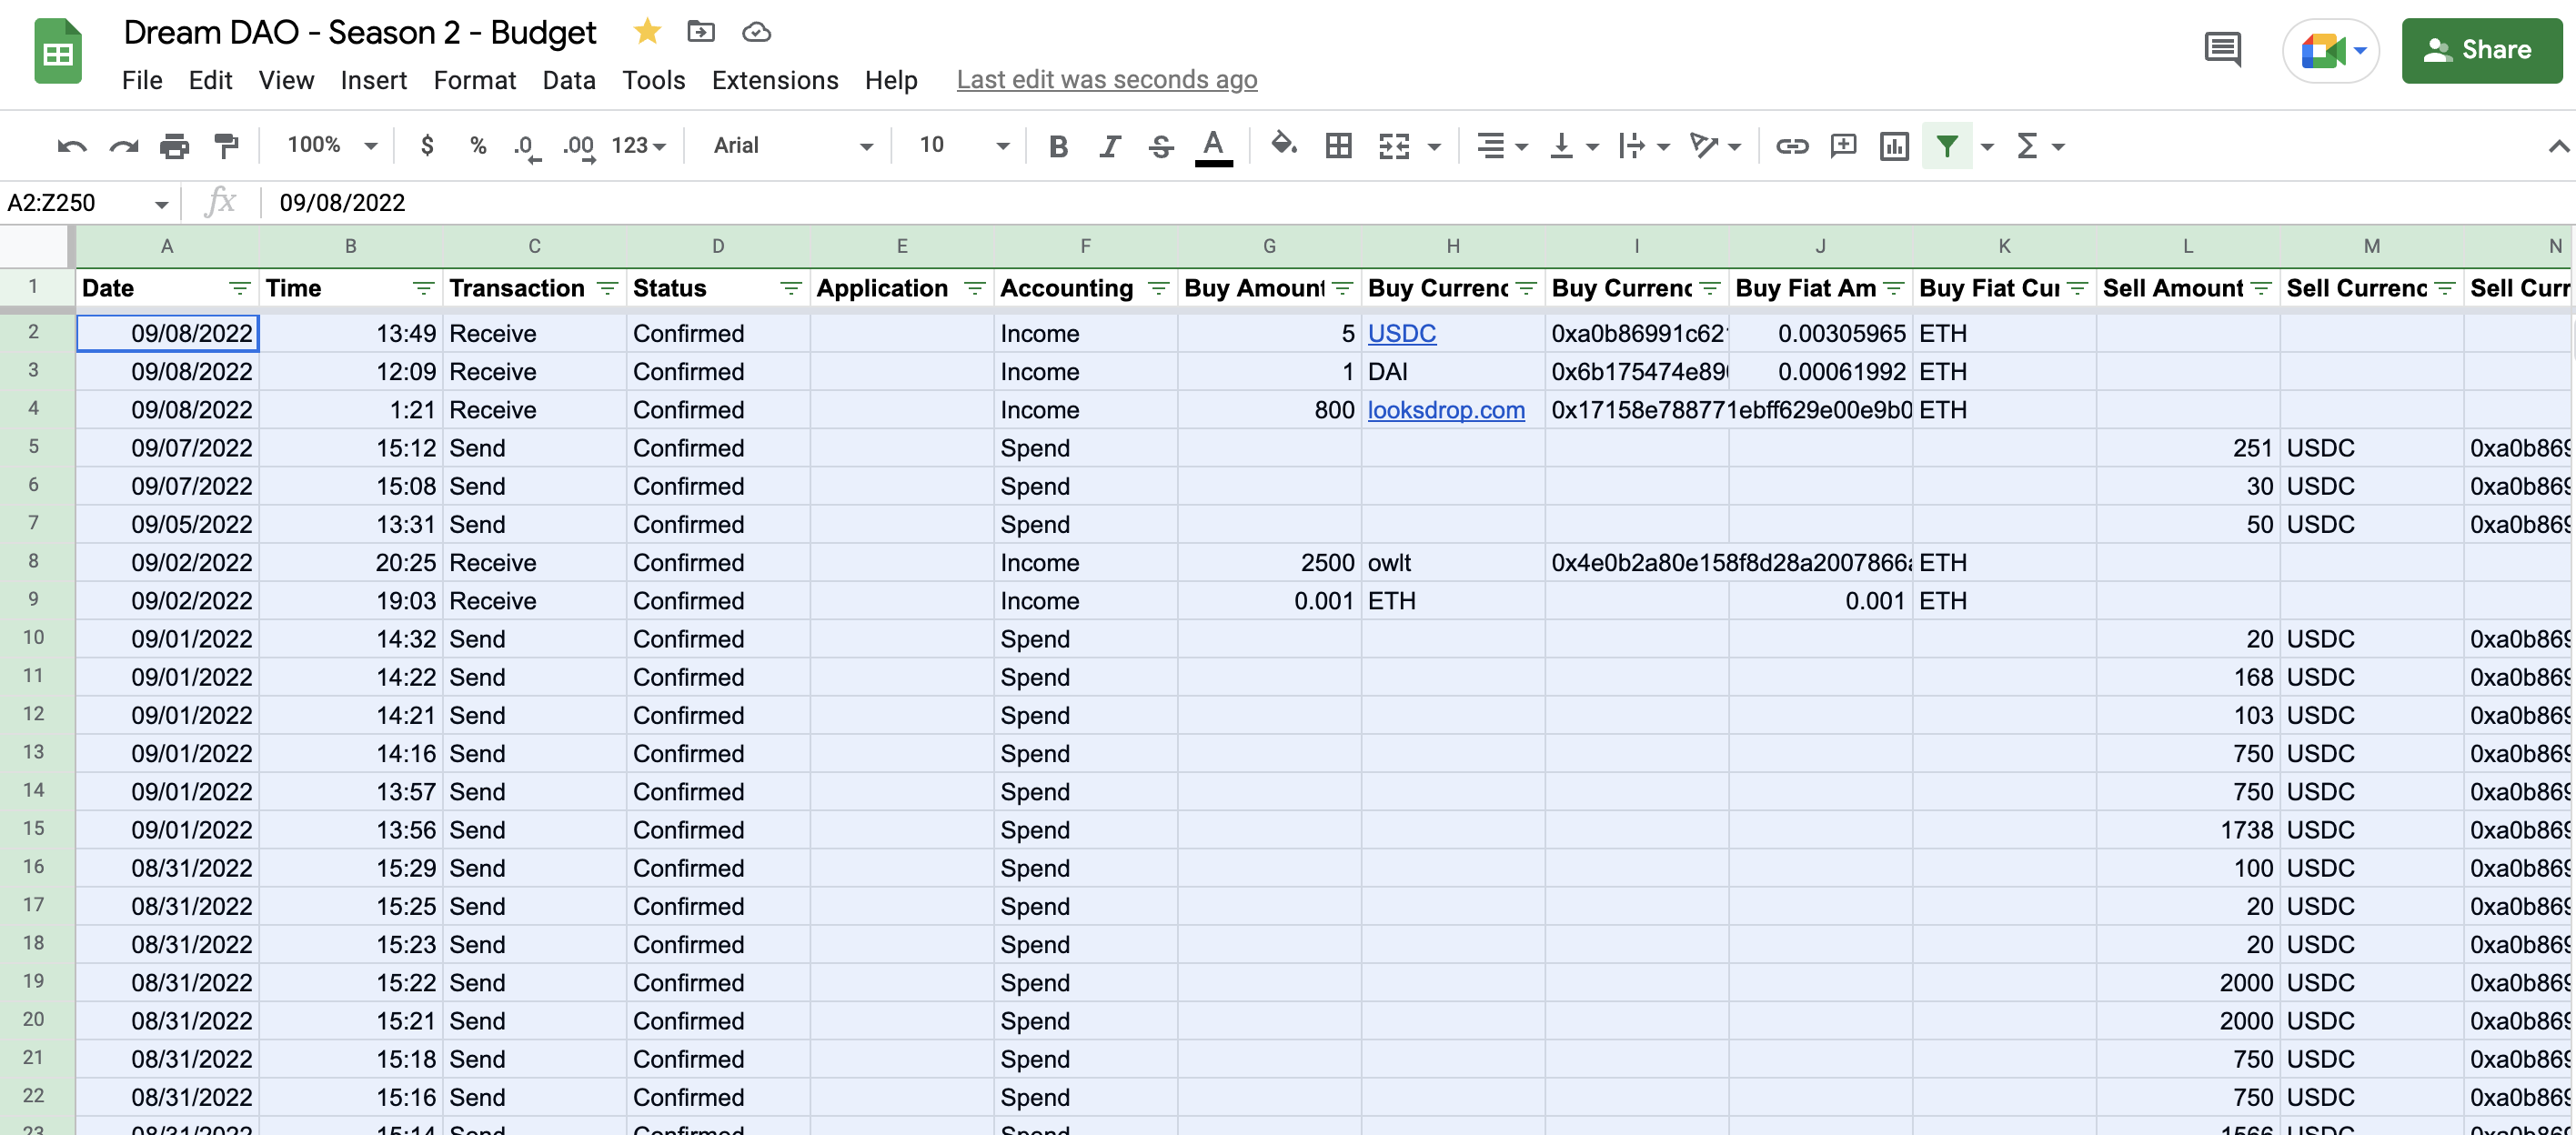 Dream DAO - Season 2 - Budget
File Edit View Insert Format Data Tools Extensions Help Last edit was seconds ago
Share
100% $ % .0 .00 123 Arial 10 B I S A
A2:Z250 fx 09/08/2022
A B C D E F G H I J K L M N
1 Date Time Transaction Status Application Accounting Buy Amount Buy Currenc Buy Currenc Buy Fiat Am Buy Fiat Cur Sell Amount Sell Currenc Sell Curr
2 09/08/2022 13:49 Receive Confirmed Income 5 USDC 0xa0b86991c621 0.00305965 ETH
3 09/08/2022 12:09 Receive Confirmed Income 1 DAI 0x6b175474e890 0.00061992 ETH
4 09/08/2022 1:21 Receive Confirmed Income 800 looksdrop.com 0x17158e788771ebff629e00e9b0 ETH
5 09/07/2022 15:12 Send Confirmed Spend 251 USDC 0xa0b869
6 09/07/2022 15:08 Send Confirmed Spend 30 USDC 0xa0b869
7 09/05/2022 13:31 Send Confirmed Spend 50 USDC 0xa0b869
8 09/02/2022 20:25 Receive Confirmed Income 2500 owlt 0x4e0b2a80e158f8d28a2007866a ETH
9 09/02/2022 19:03 Receive Confirmed Income 0.001 ETH 0.001 ETH
10 09/01/2022 14:32 Send Confirmed Spend 20 USDC 0xa0b869
11 09/01/2022 14:22 Send Confirmed Spend 168 USDC 0xa0b869
12 09/01/2022 14:21 Send Confirmed Spend 103 USDC 0xa0b869
13 09/01/2022 14:16 Send Confirmed Spend 750 USDC 0xa0b869
14 09/01/2022 13:57 Send Confirmed Spend 750 USDC 0xa0b869
15 09/01/2022 13:56 Send Confirmed Spend 1738 USDC 0xa0b869
16 08/31/2022 15:29 Send Confirmed Spend 100 USDC 0xa0b869
17 08/31/2022 15:25 Send Confirmed Spend 20 USDC 0xa0b869
18 08/31/2022 15:23 Send Confirmed Spend 20 USDC 0xa0b869
19 08/31/2022 15:22 Send Confirmed Spend 2000 USDC 0xa0b869
20 08/31/2022 15:21 Send Confirmed Spend 2000 USDC 0xa0b869
21 08/31/2022 15:18 Send Confirmed Spend 750 USDC 0xa0b869
22 08/31/2022 15:16 Send Confirmed Spend 750 USDC 0xa0b869
23 08/31/2022 15:14 Send Confirmed Spend 1566 USDC